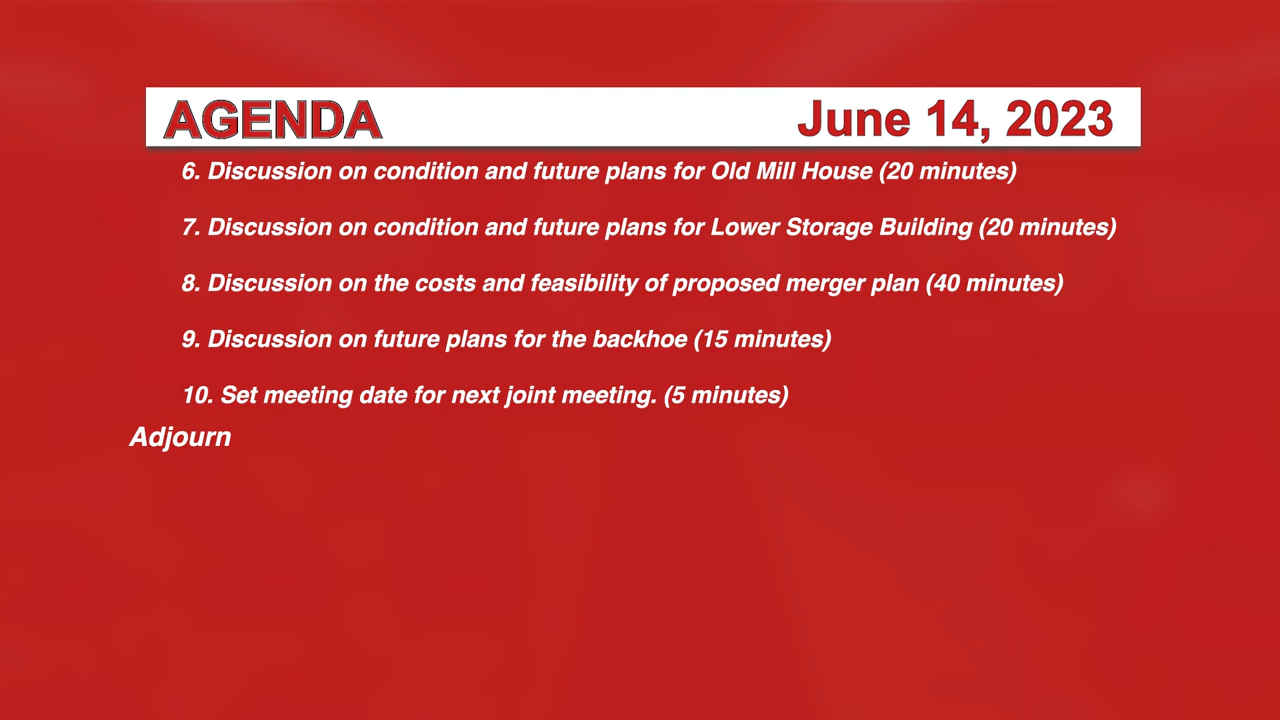 AGENDA June 14, 2023
6. Discussion on condition and future plans for Old Mill House (20 minutes)
7. Discussion on condition and future plans for Lower Storage Building (20 minutes)
8. Discussion on the costs and feasibility of proposed merger plan (40 minutes)
9. Discussion on future plans for the backhoe (15 minutes)
10. Set meeting date for next joint meeting. (5 minutes)
Adjourn